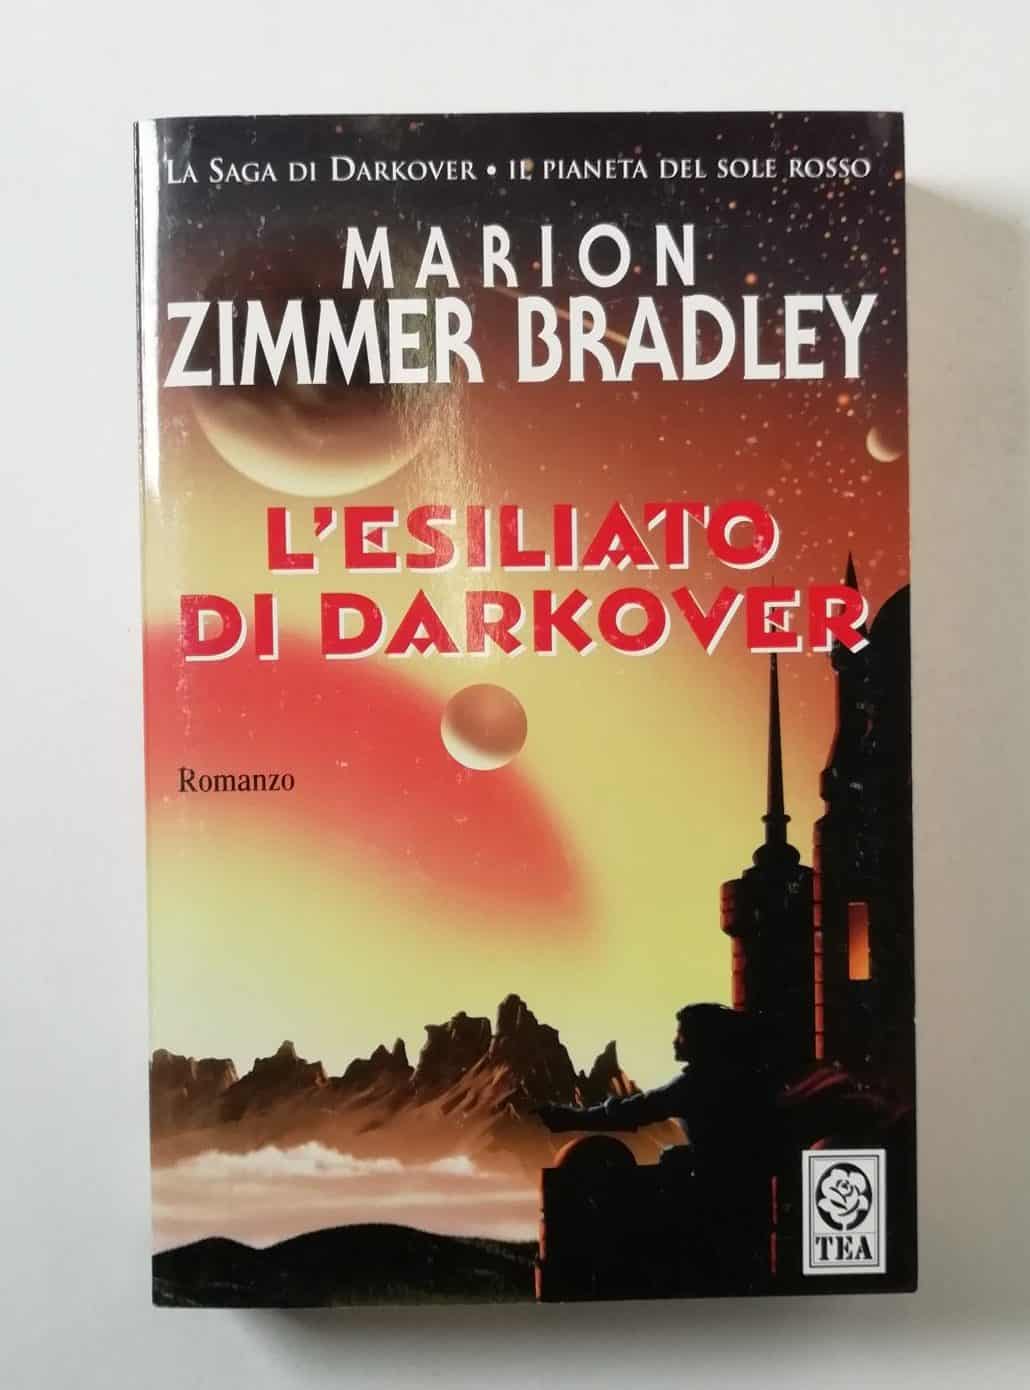 LA SAGA DI DARKOVER • IL PIANETA DEL SOLE ROSSO
MARION
ZIMMER BRADLEY
L'ESILIATO
DI DARKOVER
Romanzo
TEA